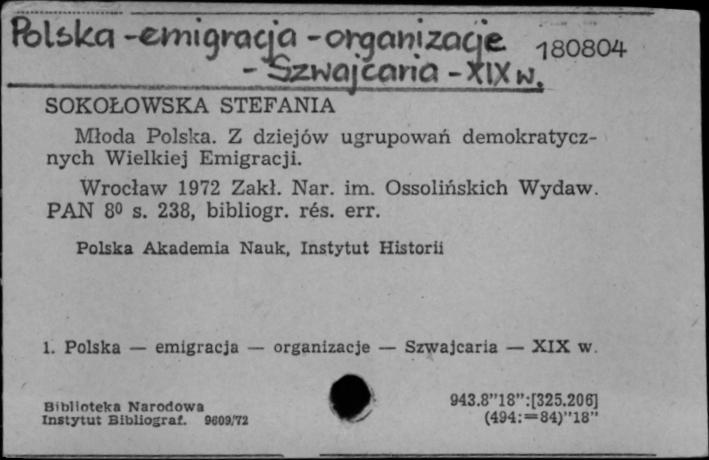 Polska - emigracja - organizacje 180804
- Szwajcaria - XIX w.
SOKOŁOWSKA STEFANIA
Młoda Polska. Z dziejów ugrupowań demokratycz-
nych Wielkiej Emigracji.
Wrocław 1972 Zakł. Nar. im. Ossolińskich Wydaw.
PAN 8⁰ s. 238, bibliogr. rés. err.
Polska Akademia Nauk, Instytut Historii
1. Polska — emigracja — organizacje — Szwajcaria — XIX w.
Biblioteka Narodowa 943.8”18”:[325.206]
Instytut Bibliograf. 9609/72 (494:=84)”18”